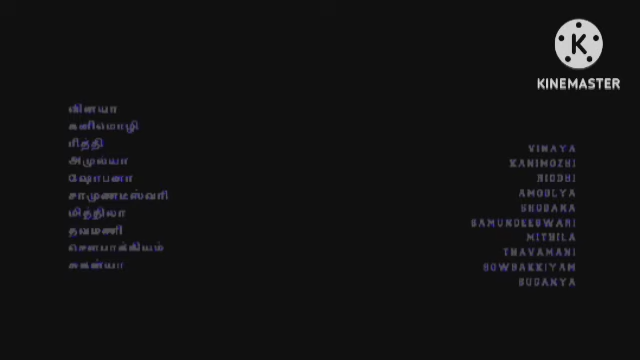 வினயா
கனிமொழி
ரித்தி
அமுல்யா
ஷோபனா
சாமுண்டீஸ்வரி
மித்திலா
தவமணி
சௌபாக்கியம்
சுகன்யா
KINEMASTER
VINAYA
KANIMOZHI
RIDDHI
AMOOLYA
SHOBANA
SAMUNDEESWARI
MITHILA
THAVAMANI
SOWBAKKIYAM
SUGANYA